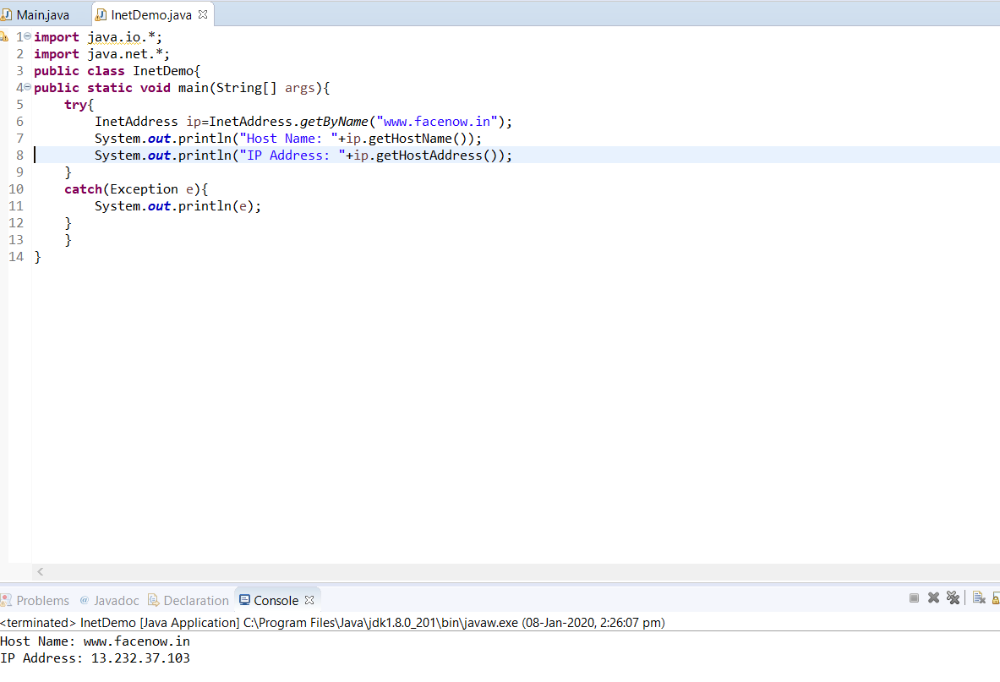 Main.java InetDemo.java
1 import java.io.*;
2 import java.net.*;
3 public class InetDemo{
4 public static void main(String[] args){
5 try{
6 InetAddress ip=InetAddress.getByName("www.facenow.in");
7 System.out.println("Host Name: "+ip.getHostName());
8 System.out.println("IP Address: "+ip.getHostAddress());
9 }
10 catch(Exception e){
11 System.out.println(e);
12 }
13 }
14 }
Problems @ Javadoc Declaration Console
<terminated> InetDemo [Java Application] C:\Program Files\Java\jdk1.8.0_201\bin\javaw.exe (08-Jan-2020, 2:26:07 pm)
Host Name: www.facenow.in
IP Address: 13.232.37.103